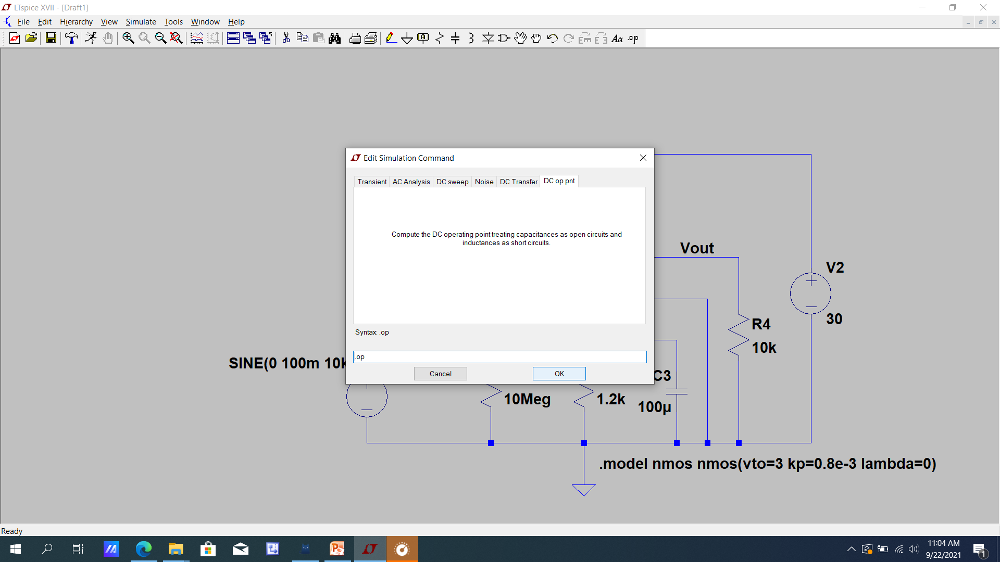 LTspice XVII - [Draft1]
File Edit Hierarchy View Simulate Tools Window Help
Aa .op
Edit Simulation Command
Transient AC Analysis DC sweep Noise DC Transfer DC op pnt
Compute the DC operating point treating capacitances as open circuits and
inductances as short circuits.
Syntax: .op
.op
Cancel OK
Vout
V2
30
R4
10k
SINE(0 100m 10k
C3
100µ
10Meg
1.2k
.model nmos nmos(vto=3 kp=0.8e-3 lambda=0)
Ready
11:04 AM
9/22/2021
1